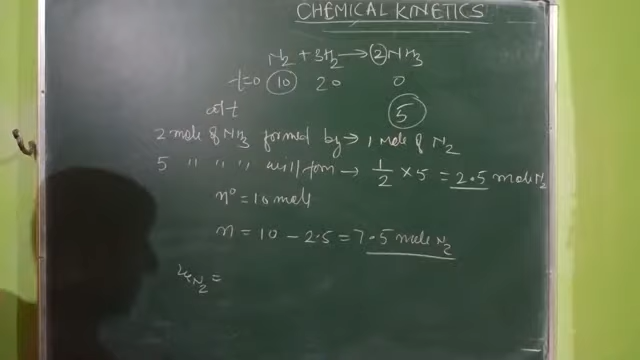 CHEMICAL KINETICS
N₂ + 3H₂ → 2NH₃
t=0 10 20 0
at t 5
2 mole of NH₃ formed by → 1 mole of N₂
5 " " " will form → 1/2 × 5 = 2.5 mole N₂
n° = 10 mole
n = 10 − 2.5 = 7.5 mole N₂
N₂ =